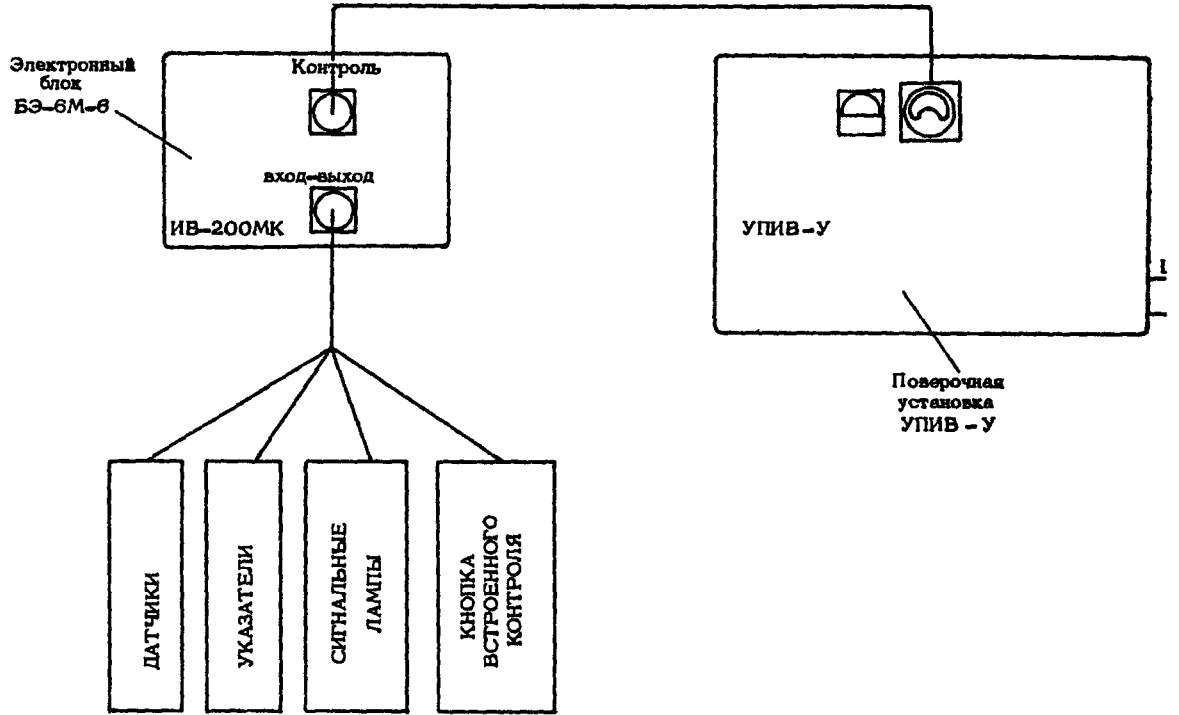 Электронный
блок
БЭ-6М-6
Контроль
вход-выход
ИВ-200МК
УПИВ-У
Поверочная
установка
УПИВ-У
ДАТЧИКИ
УКАЗАТЕЛИ
СИГНАЛЬНЫЕ
ЛАМПЫ
КНОПКА
ВСТРОЕННОГО
КОНТРОЛЯ